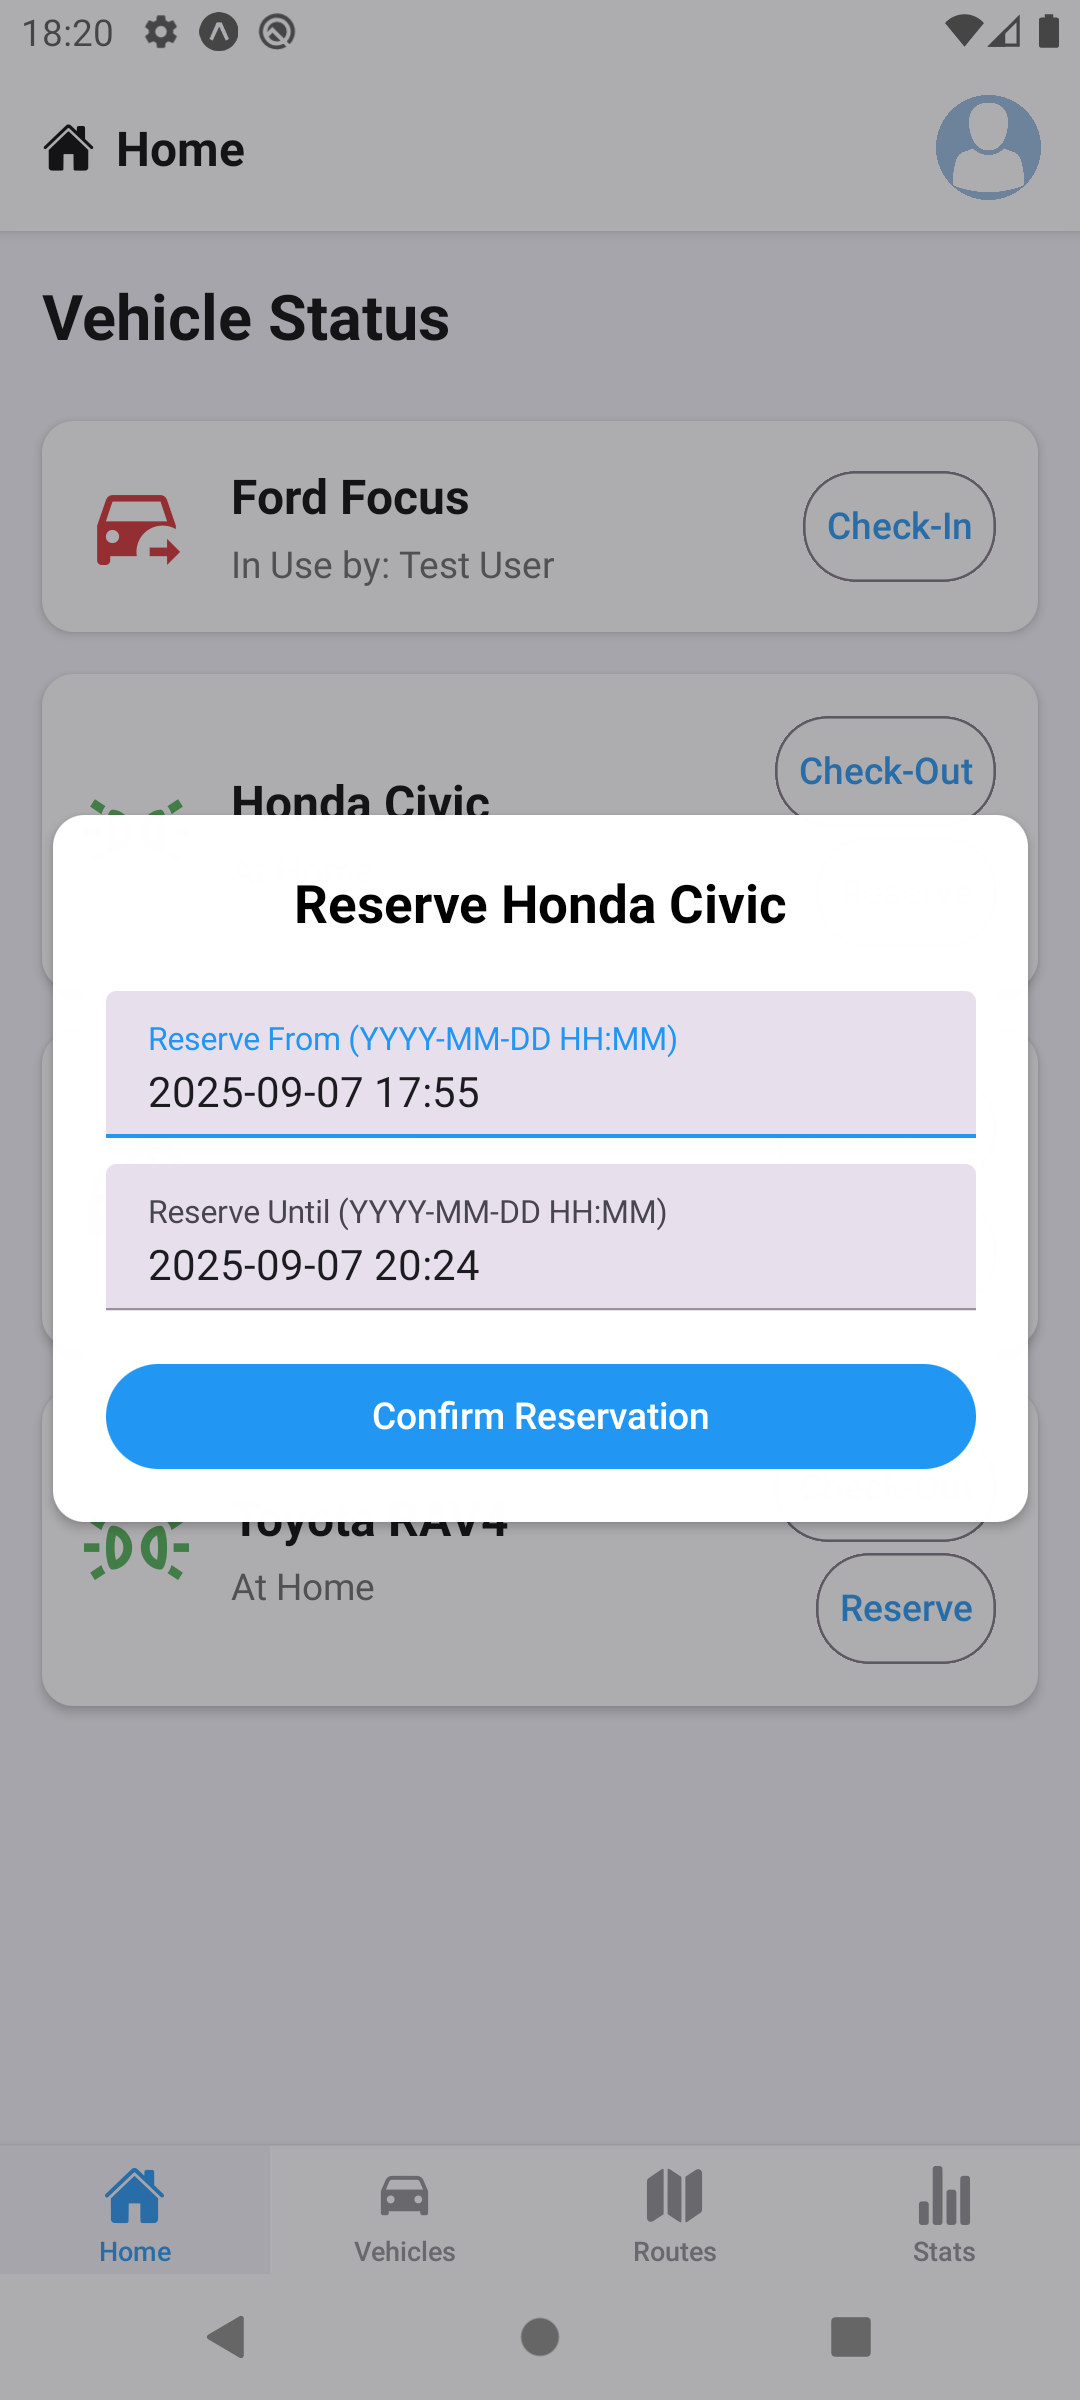 18:20
Home
Vehicle Status
Ford Focus
In Use by: Test User
Check-In
Check-Out
Honda Civic
Reserve Honda Civic
Reserve From (YYYY-MM-DD HH:MM)
2025-09-07 17:55
Reserve Until (YYYY-MM-DD HH:MM)
2025-09-07 20:24
Confirm Reservation
Toyota RAV4
At Home
Reserve
Home
Vehicles
Routes
Stats